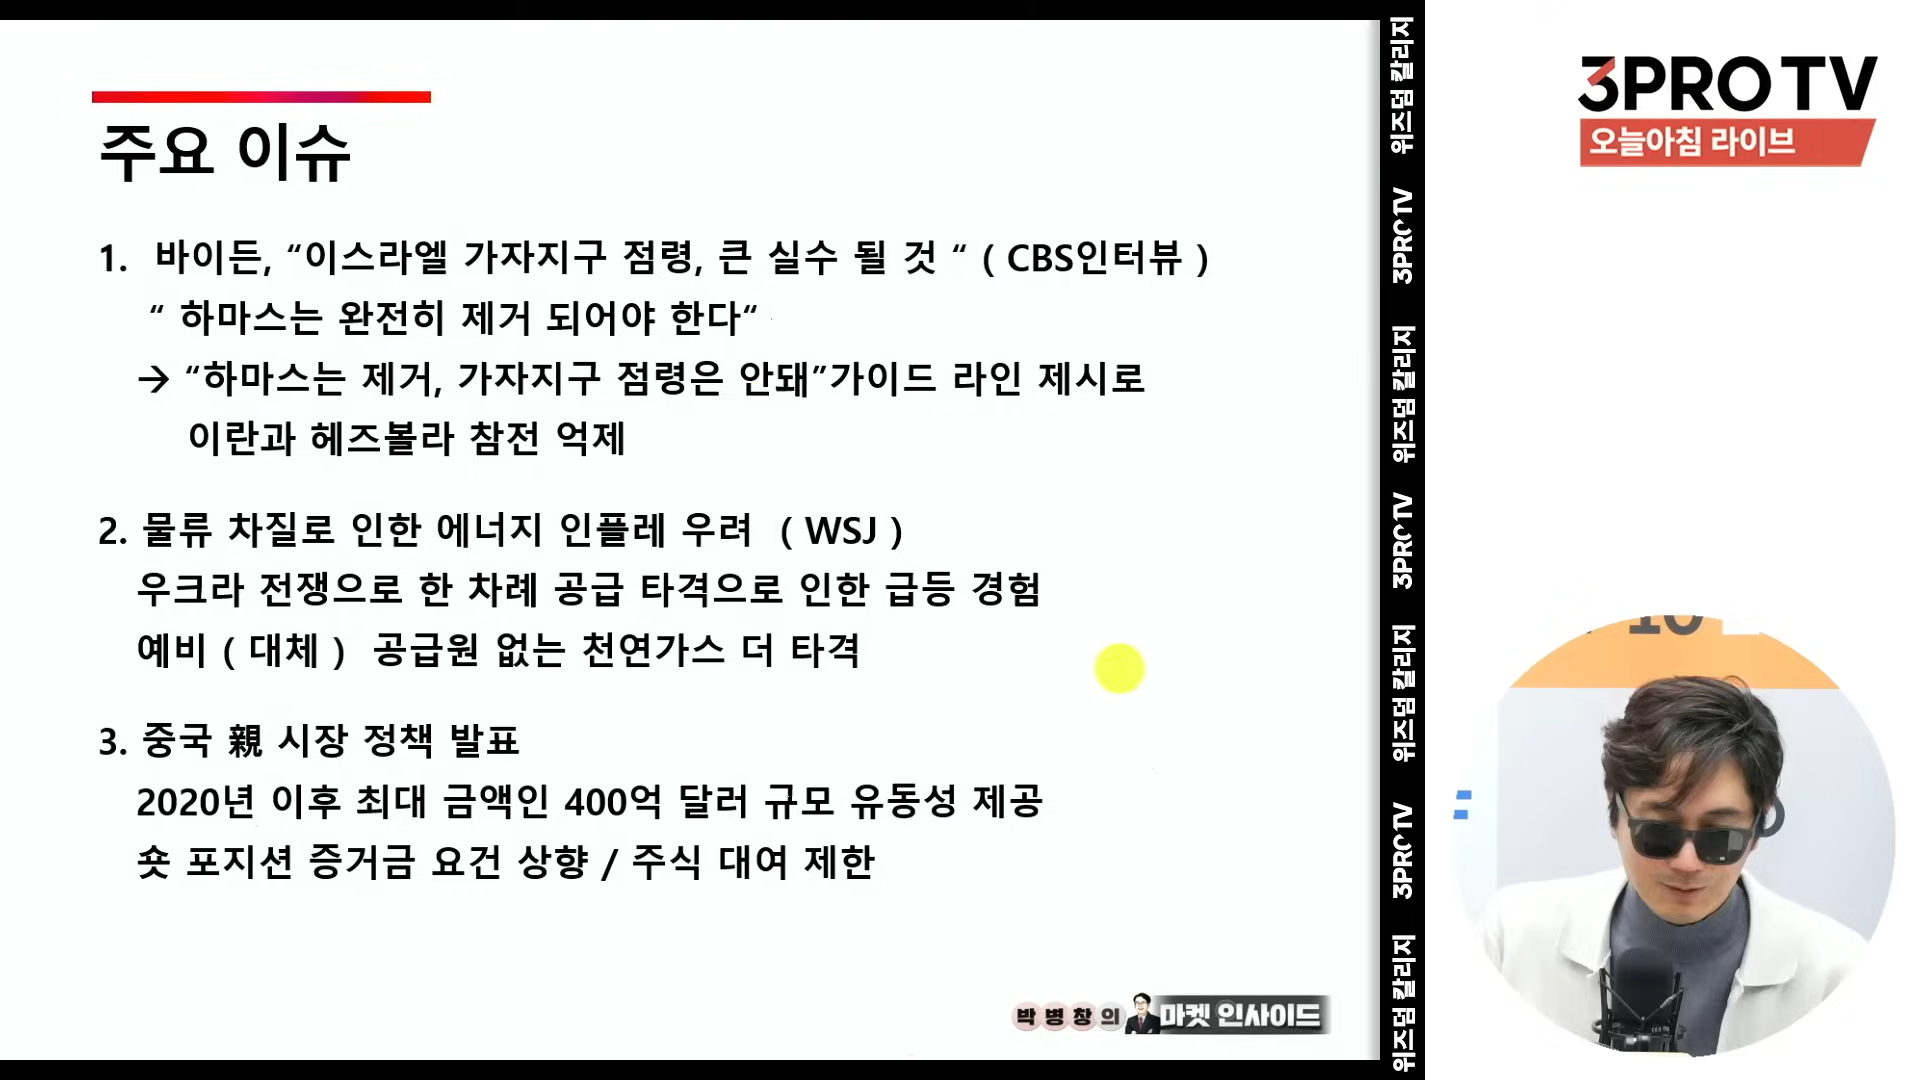 주요 이슈
1. 바이든, “이스라엘 가자지구 점령, 큰 실수 될 것 “ ( CBS인터뷰 )
“ 하마스는 완전히 제거 되어야 한다“
→ “하마스는 제거, 가자지구 점령은 안돼”가이드 라인 제시로
이란과 헤즈볼라 참전 억제
2. 물류 차질로 인한 에너지 인플레 우려 ( WSJ )
우크라 전쟁으로 한 차례 공급 타격으로 인한 급등 경험
예비 ( 대체 ) 공급원 없는 천연가스 더 타격
3. 중국 親 시장 정책 발표
2020년 이후 최대 금액인 400억 달러 규모 유동성 제공
숏 포지션 증거금 요건 상향 / 주식 대여 제한
박병창의 마켓 인사이드
위즈덤 칼리지
3PROTV
위즈덤 칼리지
3PROTV
위즈덤 칼리지
3PROTV
위즈덤 칼리지
3PRO TV
오늘아침 라이브